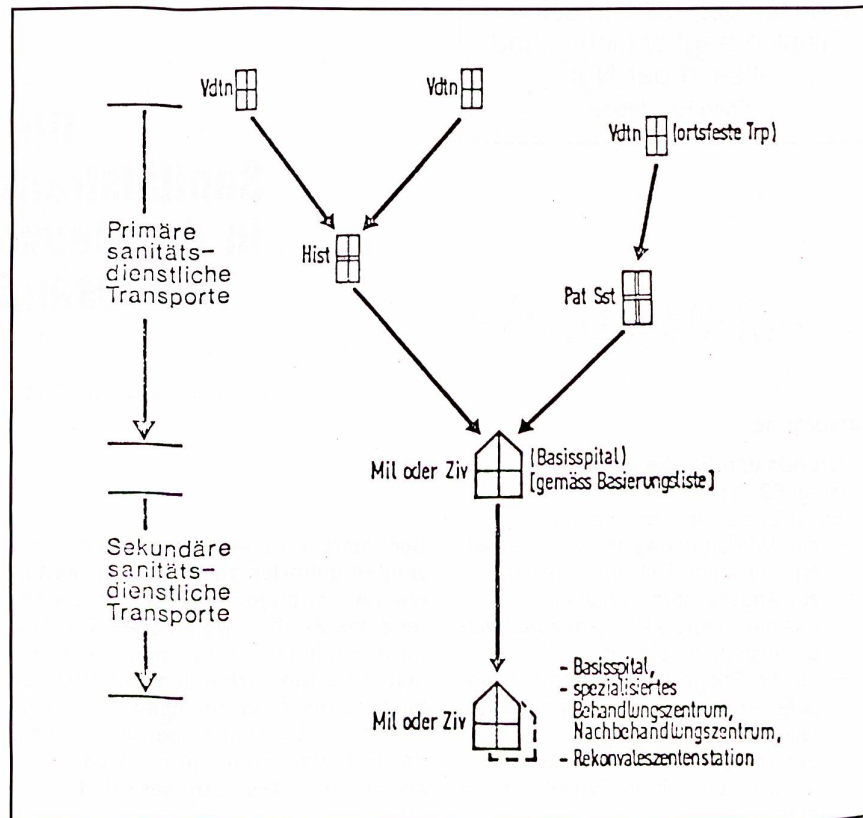 Vdtn
Vdtn
Vdtn (ortsfeste Trp)
Primäre
sanitäts-
dienstliche
Transporte
Hist
Pat Sst
Mil oder Ziv
(Basisspital)
[gemäss Basierungsliste]
Sekundäre
sanitäts-
dienstliche
Transporte
Mil oder Ziv
- Basisspital,
- spezialisiertes
Behandlungszentrum,
Nachbehandlungszentrum,
- Rekonvaleszentenstation